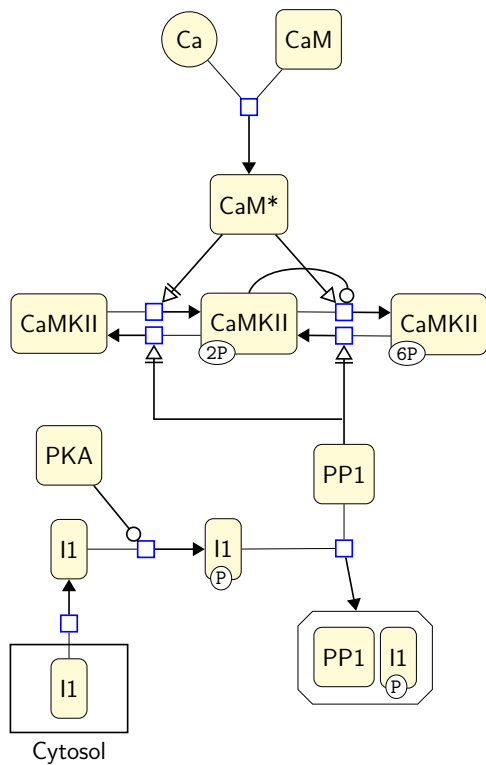 Ca
CaM
CaM*
CaMKII
CaMKII
2P
CaMKII
6P
PKA
PP1
I1
I1
P
PP1
I1
P
I1
Cytosol